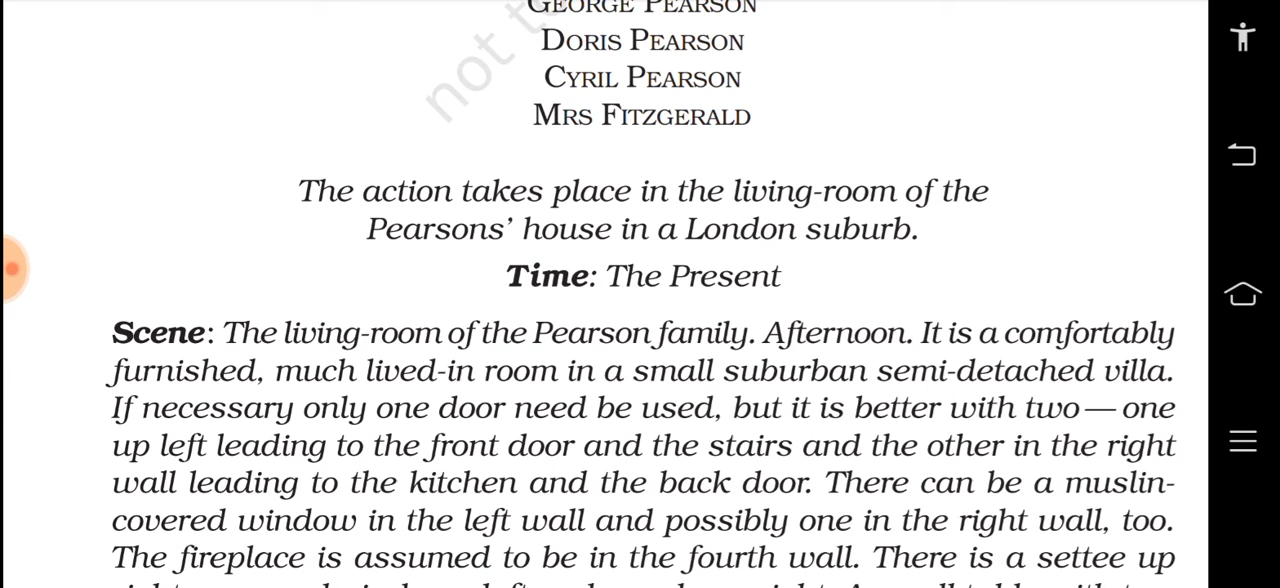 GEORGE PEARSON
DORIS PEARSON
CYRIL PEARSON
MRS FITZGERALD
not t
The action takes place in the living-room of the
Pearsons’ house in a London suburb.
Time: The Present
Scene: The living-room of the Pearson family. Afternoon. It is a comfortably
furnished, much lived-in room in a small suburban semi-detached villa.
If necessary only one door need be used, but it is better with two — one
up left leading to the front door and the stairs and the other in the right
wall leading to the kitchen and the back door. There can be a muslin-
covered window in the left wall and possibly one in the right wall, too.
The fireplace is assumed to be in the fourth wall. There is a settee up